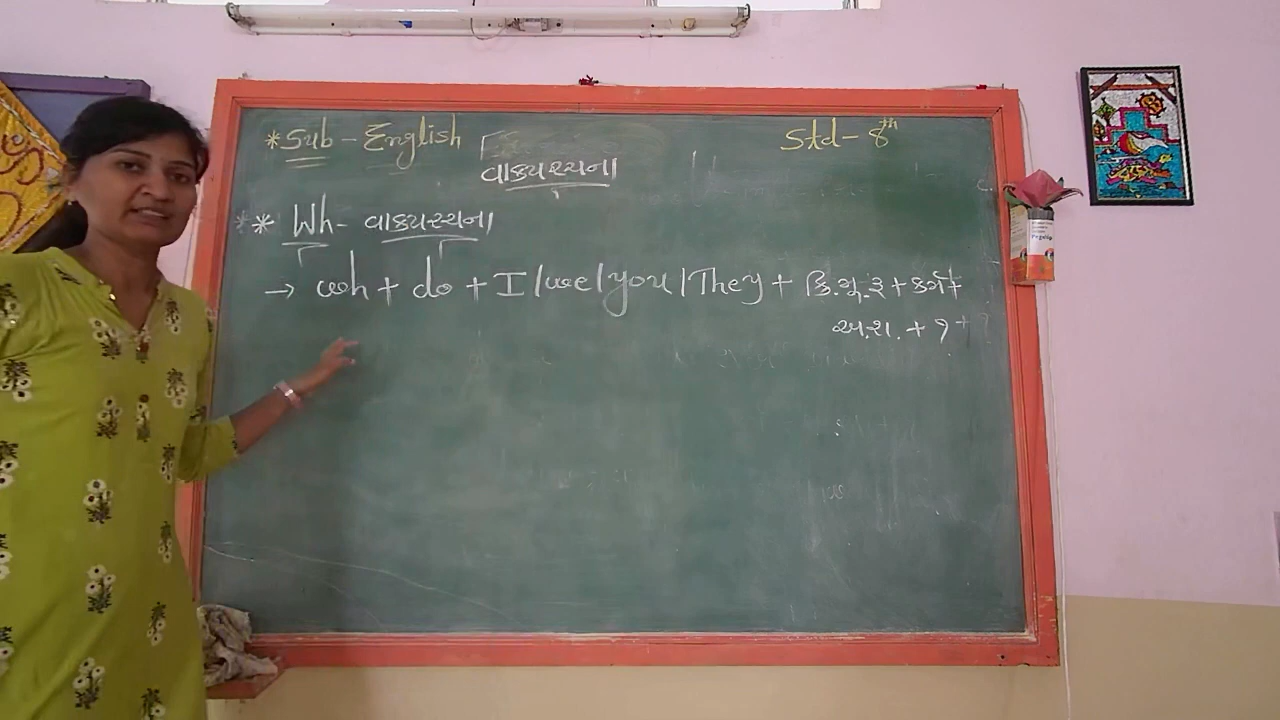 * Sub - English
Std - 8th
વાક્યરચના
* Wh - વાક્યરચના
→ wh + do + I / we / you / They + ક્રિ.મૂ.રૂ + કર્મ +
અ.શ. + ?